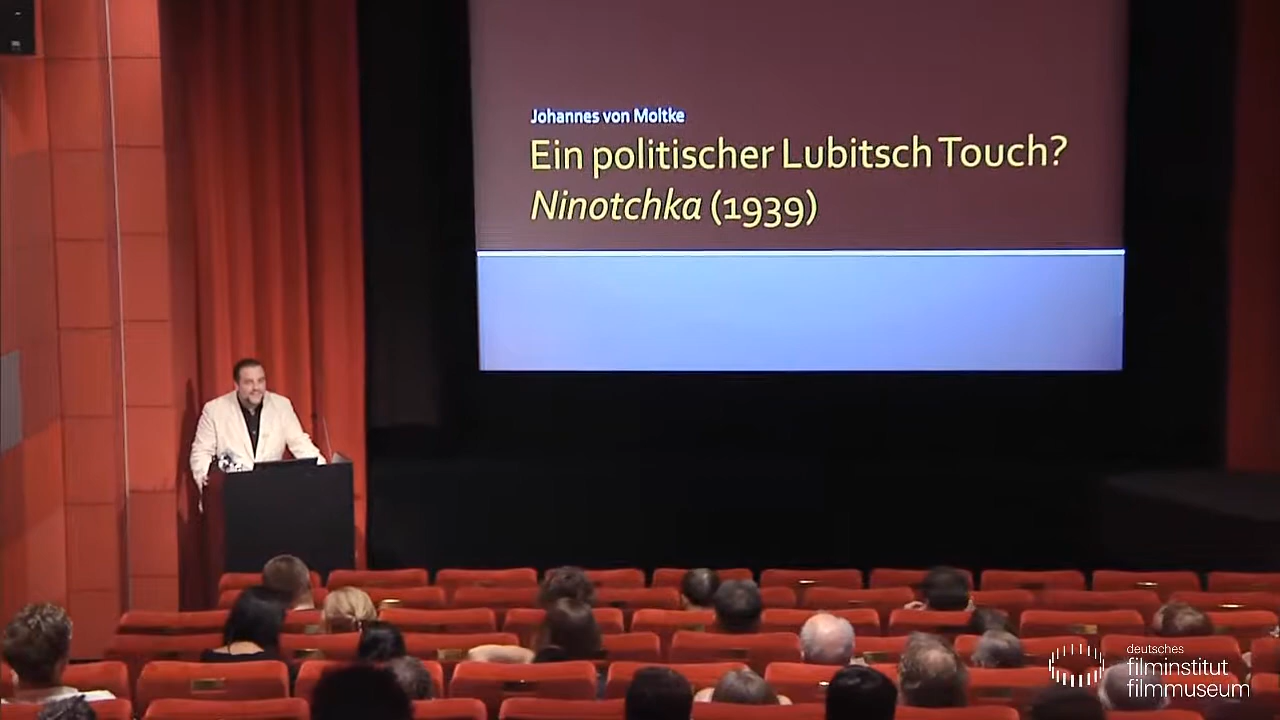 Johannes von Moltke
Ein politischer Lubitsch Touch?
Ninotchka (1939)
deutsches
filminstitut
filmmuseum